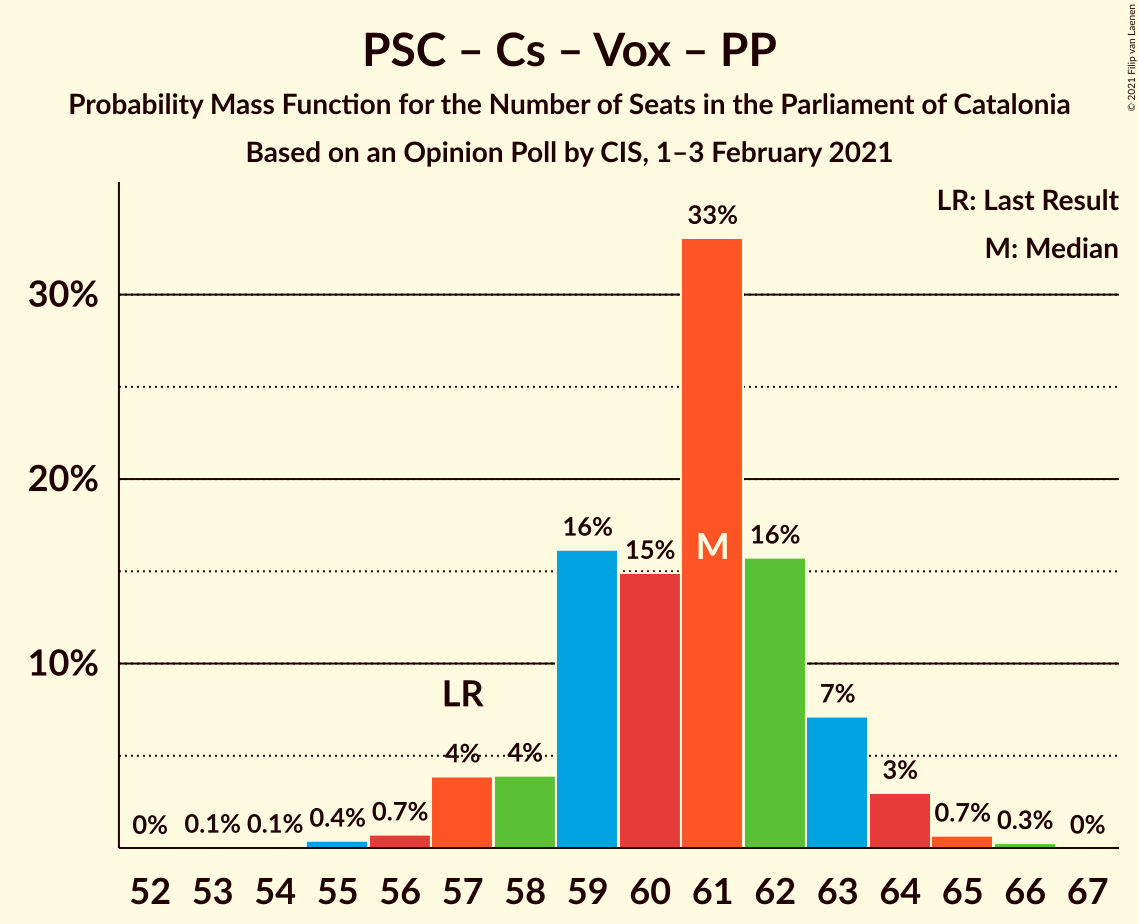 PSC – Cs – Vox – PP
Probability Mass Function for the Number of Seats in the Parliament of Catalonia
Based on an Opinion Poll by CIS, 1–3 February 2021
© 2021 Filip van Laenen
LR: Last Result
M: Median
30%
20%
10%
0%
0.1%
0.1%
0.4%
0.7%
LR
4%
4%
16%
15%
33%
M
16%
7%
3%
0.7%
0.3%
0%
52 53 54 55 56 57 58 59 60 61 62 63 64 65 66 67